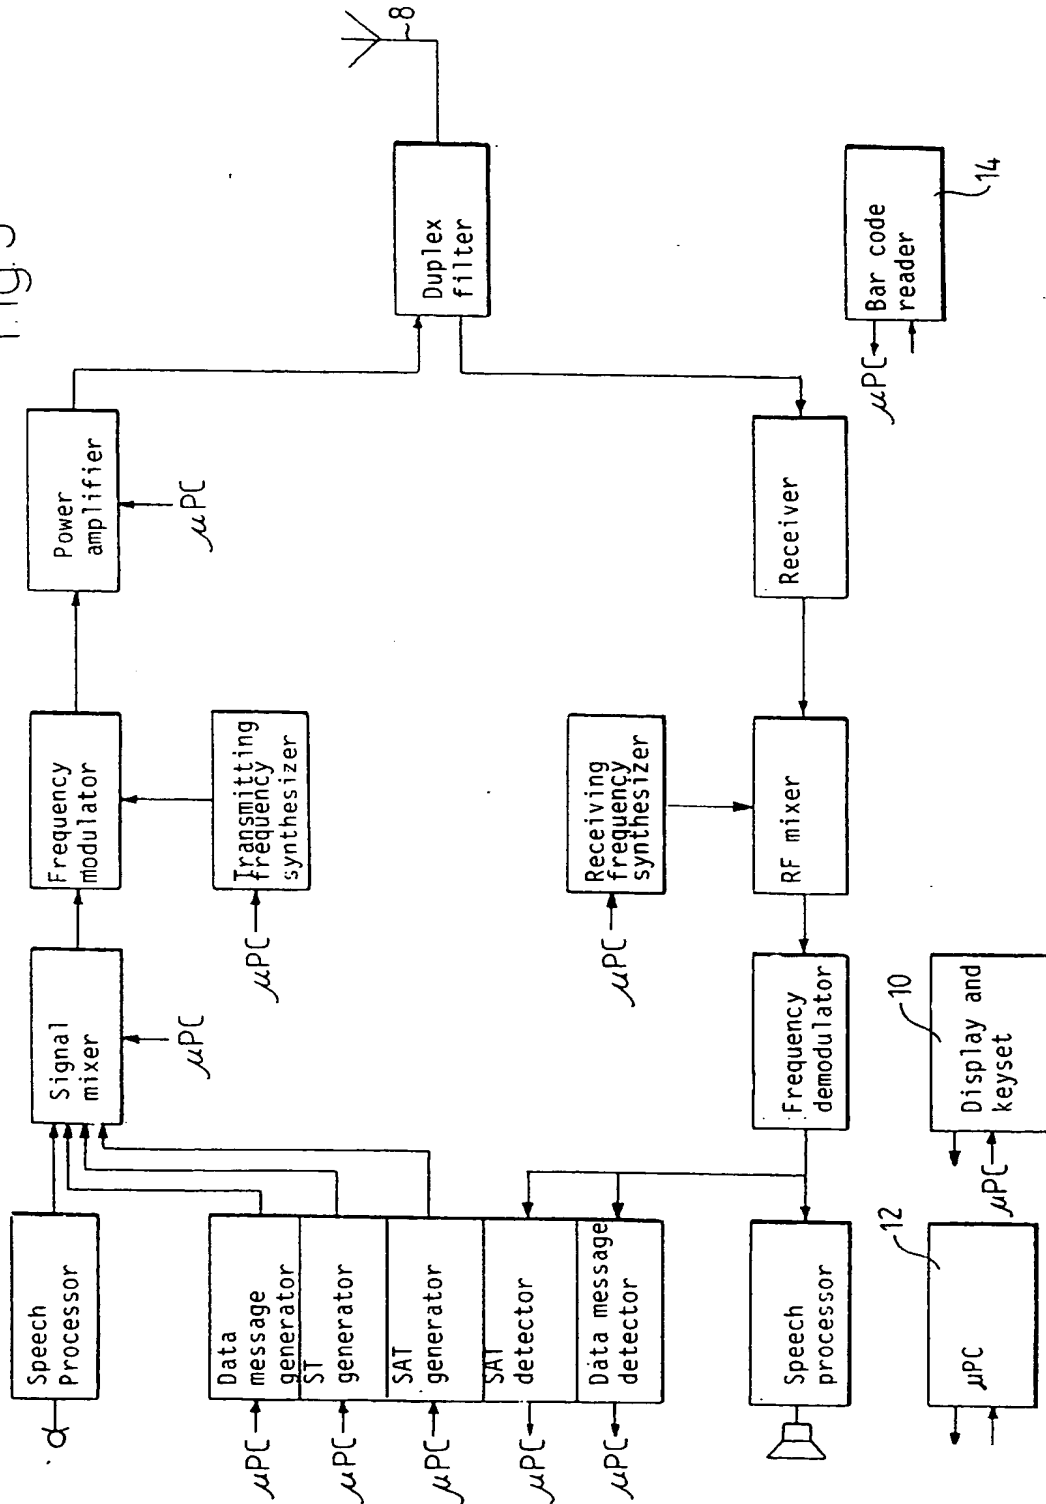 Fig. 3
8
Duplex
filter
Power
amplifier
μPC
Frequency
modulator
Transmitting
frequency
synthesizer
μPC
Signal
mixer
μPC
Speech
Processor
Data
message
generator
μPC
ST
generator
μPC
SAT
generator
μPC
SAT
detector
μPC
Data message
detector
μPC
Receiver
RF mixer
Receiving
frequency
synthesizer
μPC
Frequency
demodulator
Speech
processor
Bar code
reader
14
μPC
Display and
keyset
10
μPC
μPC
12